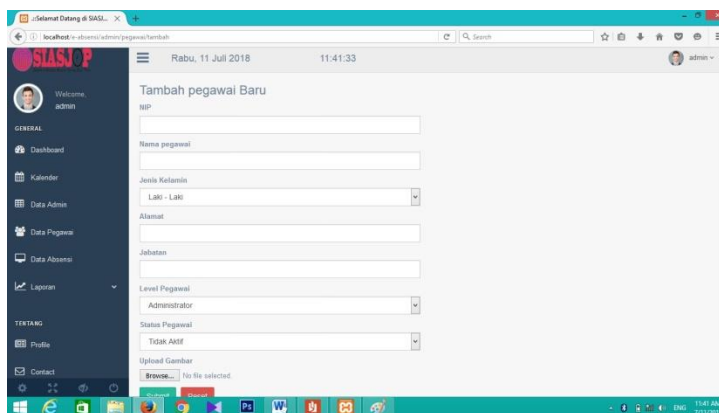 .::Selamat Datang di SIASJ...
localhost/e-absensi/admin/pegawai/tambah
Search
SIASJOP
Rabu, 11 Juli 2018
11:41:33
admin
Welcome,
admin
GENERAL
Dashboard
Kalender
Data Admin
Data Pegawai
Data Absensi
Laporan
TENTANG
Profile
Contact
Tambah pegawai Baru
NIP
Nama pegawai
Jenis Kelamin
Laki - Laki
Alamat
Jabatan
Level Pegawai
Administrator
Status Pegawai
Tidak Aktif
Upload Gambar
Browse... No file selected.
Submit
Reset
Ps
ENG
11:41 AM